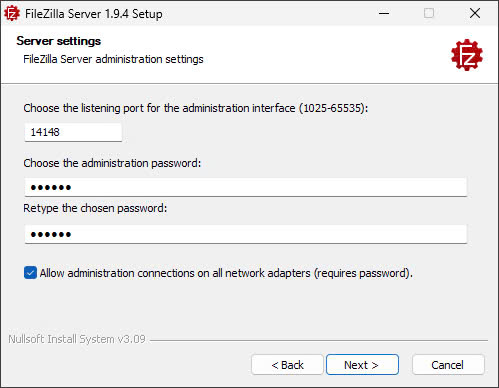 FileZilla Server 1.9.4 Setup
Server settings
FileZilla Server administration settings
Fz
Choose the listening port for the administration interface (1025-65535):
14148
Choose the administration password:
••••••
Retype the chosen password:
••••••
Allow administration connections on all network adapters (requires password).
Nullsoft Install System v3.09
< Back
Next >
Cancel